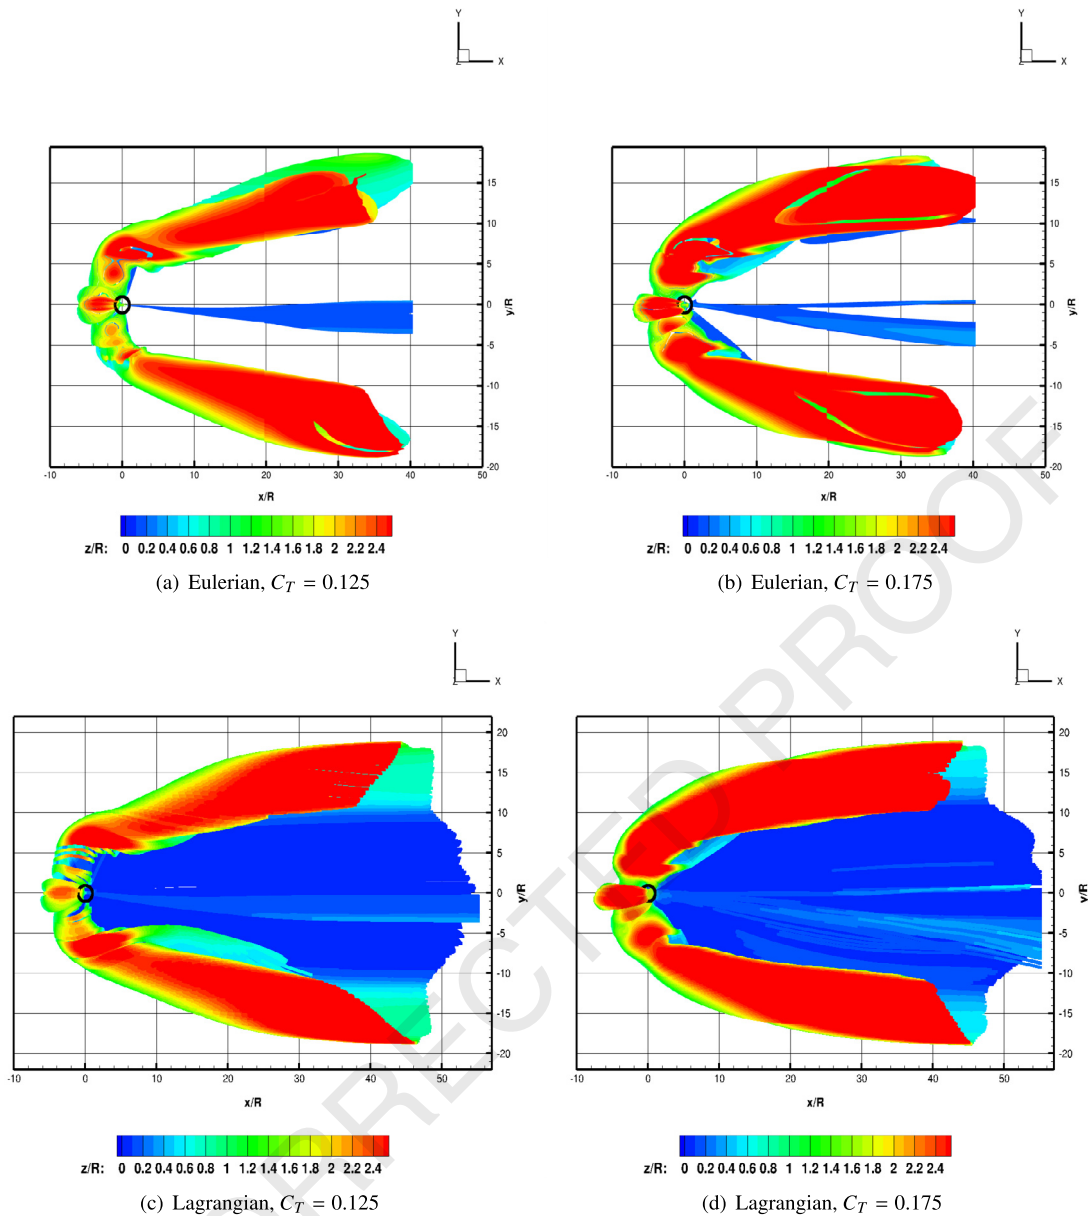 Y
X
Z
Y
X
Z
15
10
5
0
-5
-10
-15
-20
y/R
-10 0 10 20 30 40 50
x/R
z/R: 0 0.2 0.4 0.6 0.8 1 1.2 1.4 1.6 1.8 2 2.2 2.4
(a) Eulerian, C_T = 0.125
15
10
5
0
-5
-10
-15
-20
y/R
-10 0 10 20 30 40 50
x/R
z/R: 0 0.2 0.4 0.6 0.8 1 1.2 1.4 1.6 1.8 2 2.2 2.4
(b) Eulerian, C_T = 0.175
Y
X
Z
Y
X
Z
20
15
10
5
0
-5
-10
-15
-20
y/R
-10 0 10 20 30 40 50
x/R
z/R: 0 0.2 0.4 0.6 0.8 1 1.2 1.4 1.6 1.8 2 2.2 2.4
(c) Lagrangian, C_T = 0.125
20
15
10
5
0
-5
-10
-15
-20
y/R
-10 0 10 20 30 40 50
x/R
z/R: 0 0.2 0.4 0.6 0.8 1 1.2 1.4 1.6 1.8 2 2.2 2.4
(d) Lagrangian, C_T = 0.175
ORRECTED PROOF